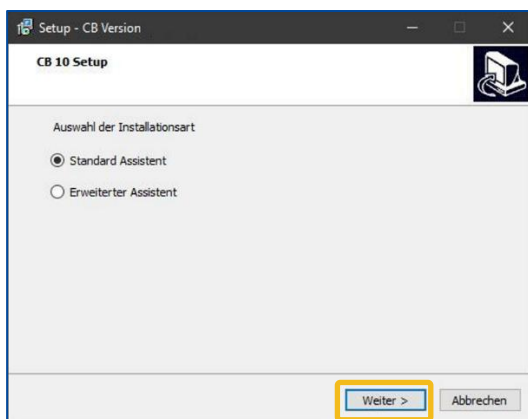 Setup - CB Version
CB 10 Setup
Auswahl der Installationsart
Standard Assistent
Erweiterter Assistent
Weiter >
Abbrechen